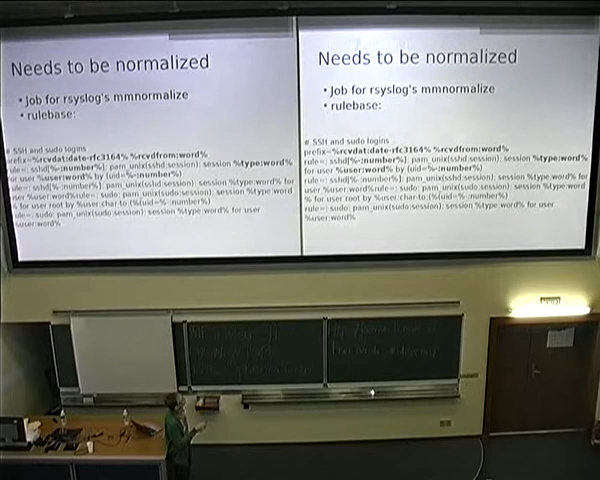 Needs to be normalized
• Job for rsyslog's mmnormalize
• rulebase:
# SSH and sudo logins
prefix=%rcvdat:date-rfc3164% %rcvdfrom:word%
rule=: sshd[%-:number%]: pam_unix(sshd:session): session %type:word%
for user %user:word% by (uid=%-:number%)
rule=: sshd[%-:number%]: pam_unix(sshd:session): session %type:word% for
user %user:word%rule=: sudo: pam_unix(sudo:session): session %type:word
% for user root by %user:char-to:(%(uid=%-:number%)
rule=: sudo: pam_unix(sudo:session): session %type:word% for user
%user:word%
Needs to be normalized
• Job for rsyslog's mmnormalize
• rulebase:
# SSH and sudo logins
prefix=%rcvdat:date-rfc3164% %rcvdfrom:word%
rule=: sshd[%-:number%]: pam_unix(sshd:session): session %type:word%
for user %user:word% by (uid=%-:number%)
rule=: sshd[%-:number%]: pam_unix(sshd:session): session %type:word% for
user %user:word%rule=: sudo: pam_unix(sudo:session): session %type:word
% for user root by %user:char-to:(%(uid=%-:number%)
rule=: sudo: pam_unix(sudo:session): session %type:word% for user
%user:word%